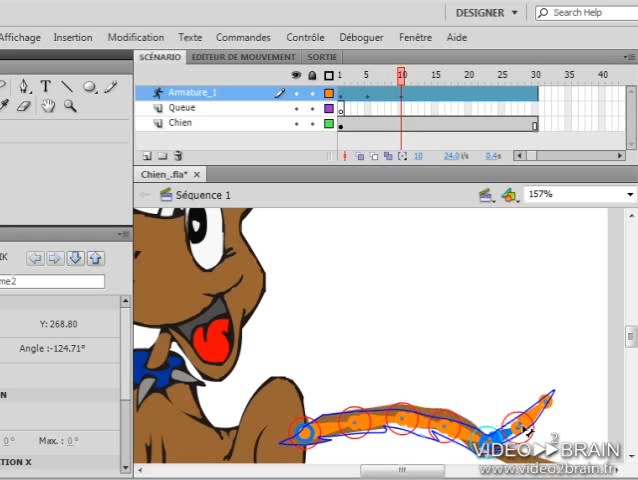 DESIGNER
Search Help
ffichage Insertion Modification Texte Commandes Contrôle Déboguer Fenêtre Aide
SCÉNARIO EDITEUR DE MOUVEMENT SORTIE
1 5 10 15 20 25 30 35 40
Armature_1
Queue
Chien
10 24.0 i/s 0.4s
Chien_.fla*
Séquence 1
157%
IK
me2
Y: 268.80
Angle : -124.71°
N
0° Max. : 0°
TION X
VIDEO2BRAIN
www.video2brain.fr